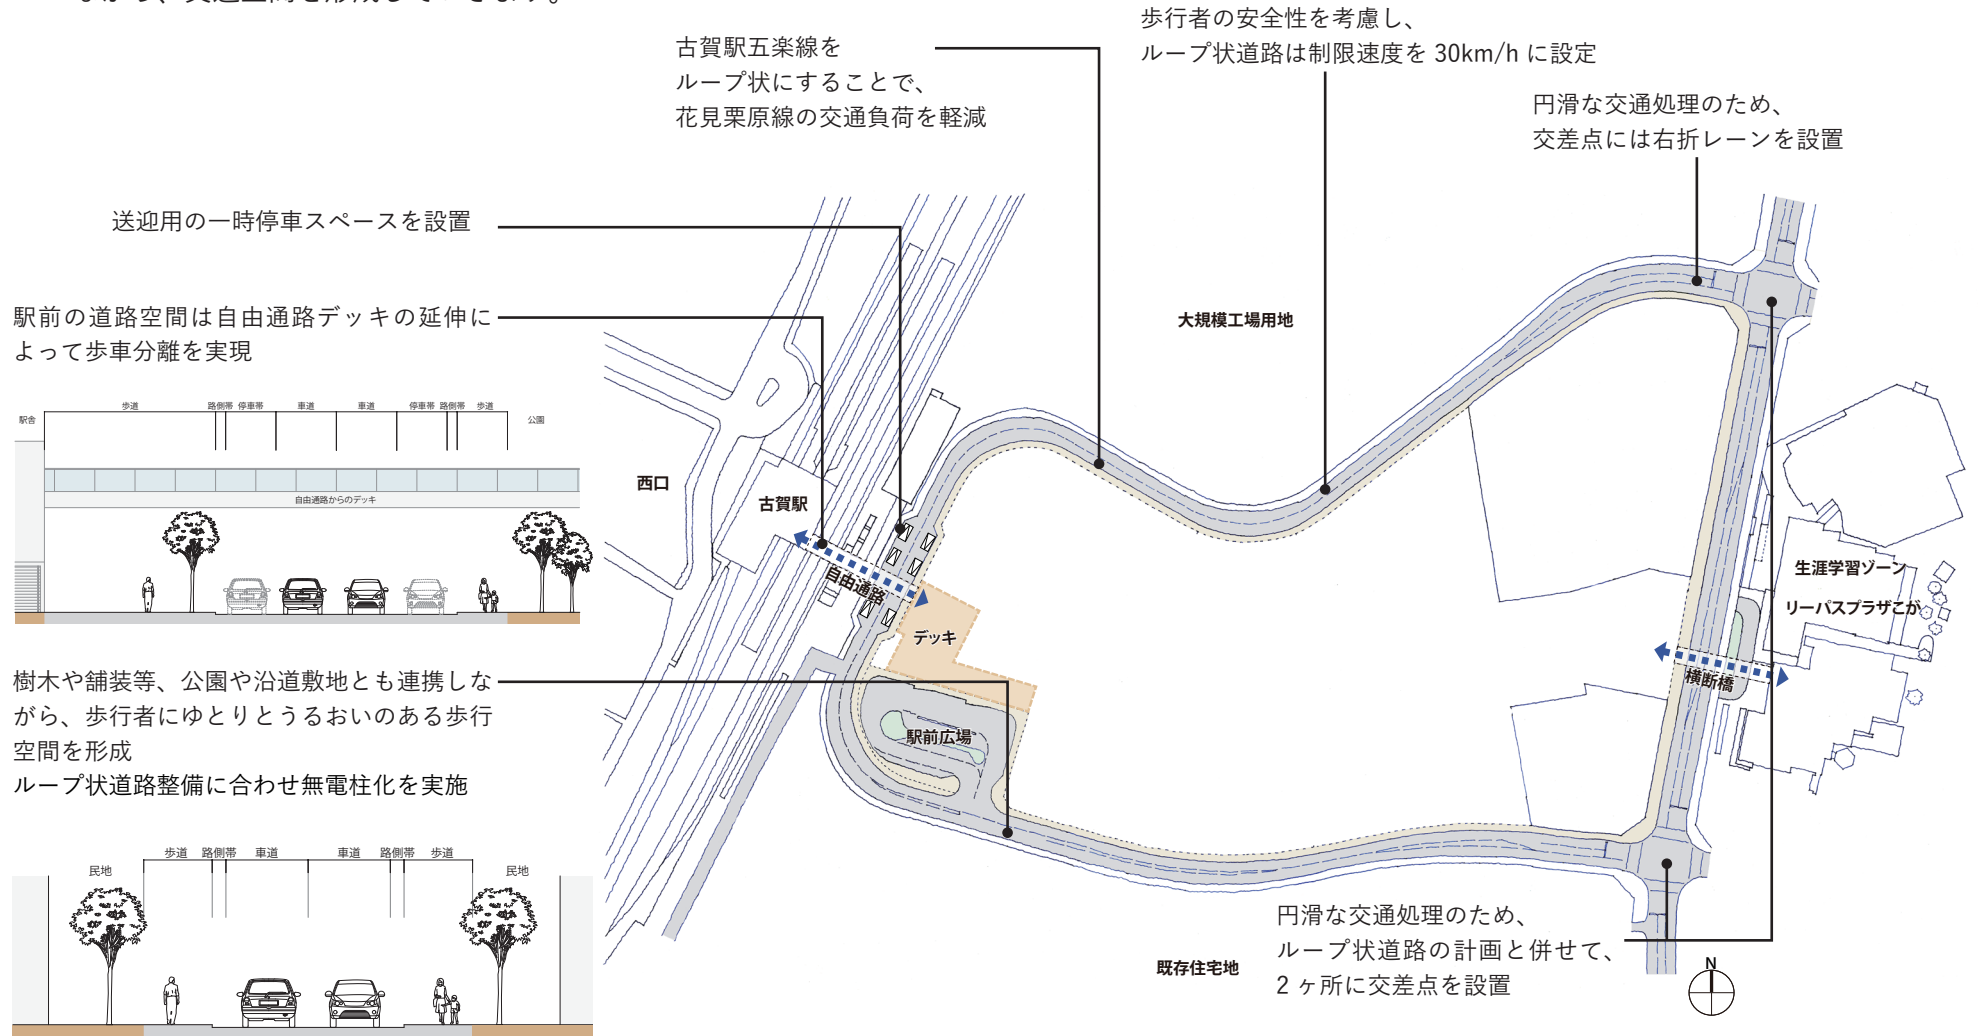 歩行者の安全性を考慮し、
ループ状道路は制限速度を 30km/h に設定
古賀駅五楽線を
ループ状にすることで、
花見栗原線の交通負荷を軽減
円滑な交通処理のため、
交差点には右折レーンを設置
送迎用の一時停車スペースを設置
駅前の道路空間は自由通路デッキの延伸に
よって歩車分離を実現
大規模工場用地
駅舎
歩道
路側帯
停車帯
車道
車道
停車帯
路側帯
歩道
公園
自由通路からのデッキ
西口
古賀駅
自由通路
デッキ
駅前広場
生涯学習ゾーン
リーパスプラザこが
横断橋
樹木や舗装等、公園や沿道敷地とも連携しな
がら、歩行者にゆとりとうるおいのある歩行
空間を形成
ループ状道路整備に合わせ無電柱化を実施
民地
歩道
路側帯
車道
車道
路側帯
歩道
民地
既存住宅地
円滑な交通処理のため、
ループ状道路の計画と併せて、
2 ヶ所に交差点を設置
N